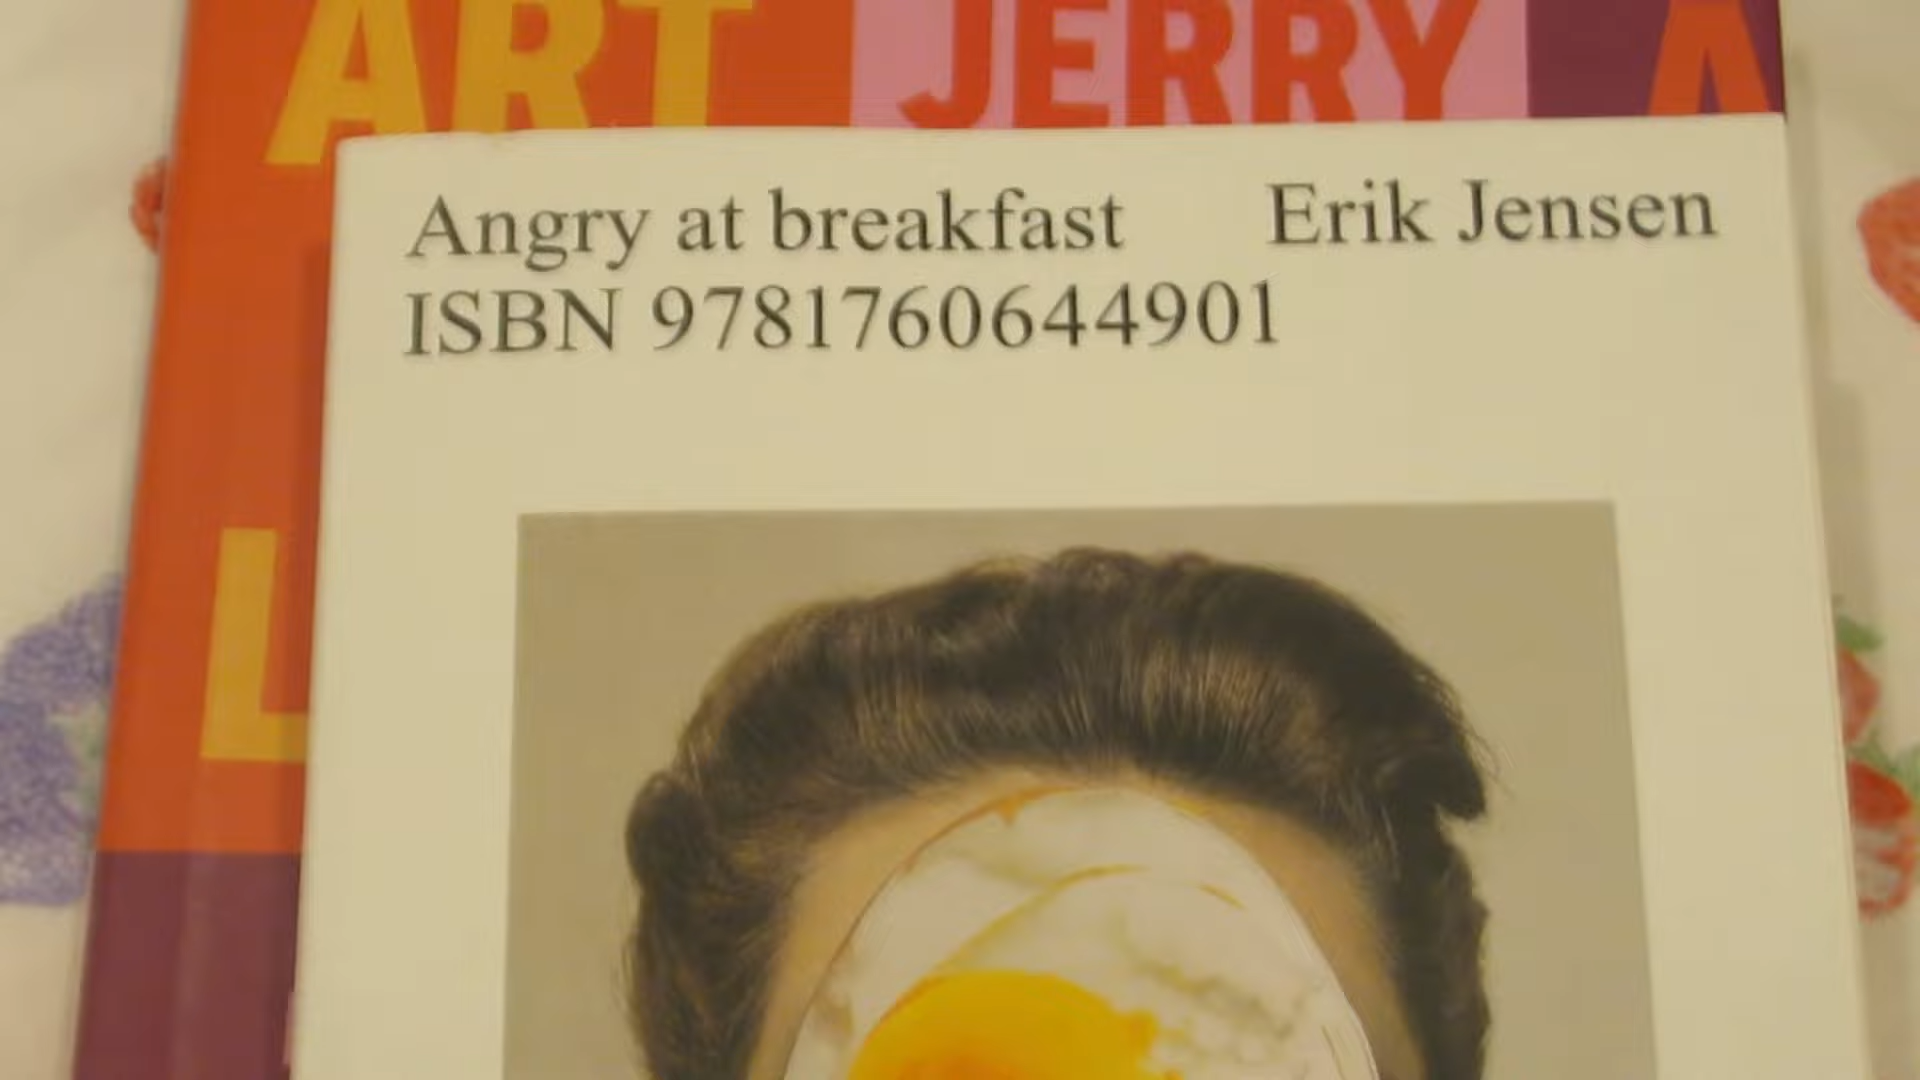 ART JERRY
Angry at breakfast Erik Jensen
ISBN 9781760644901
L